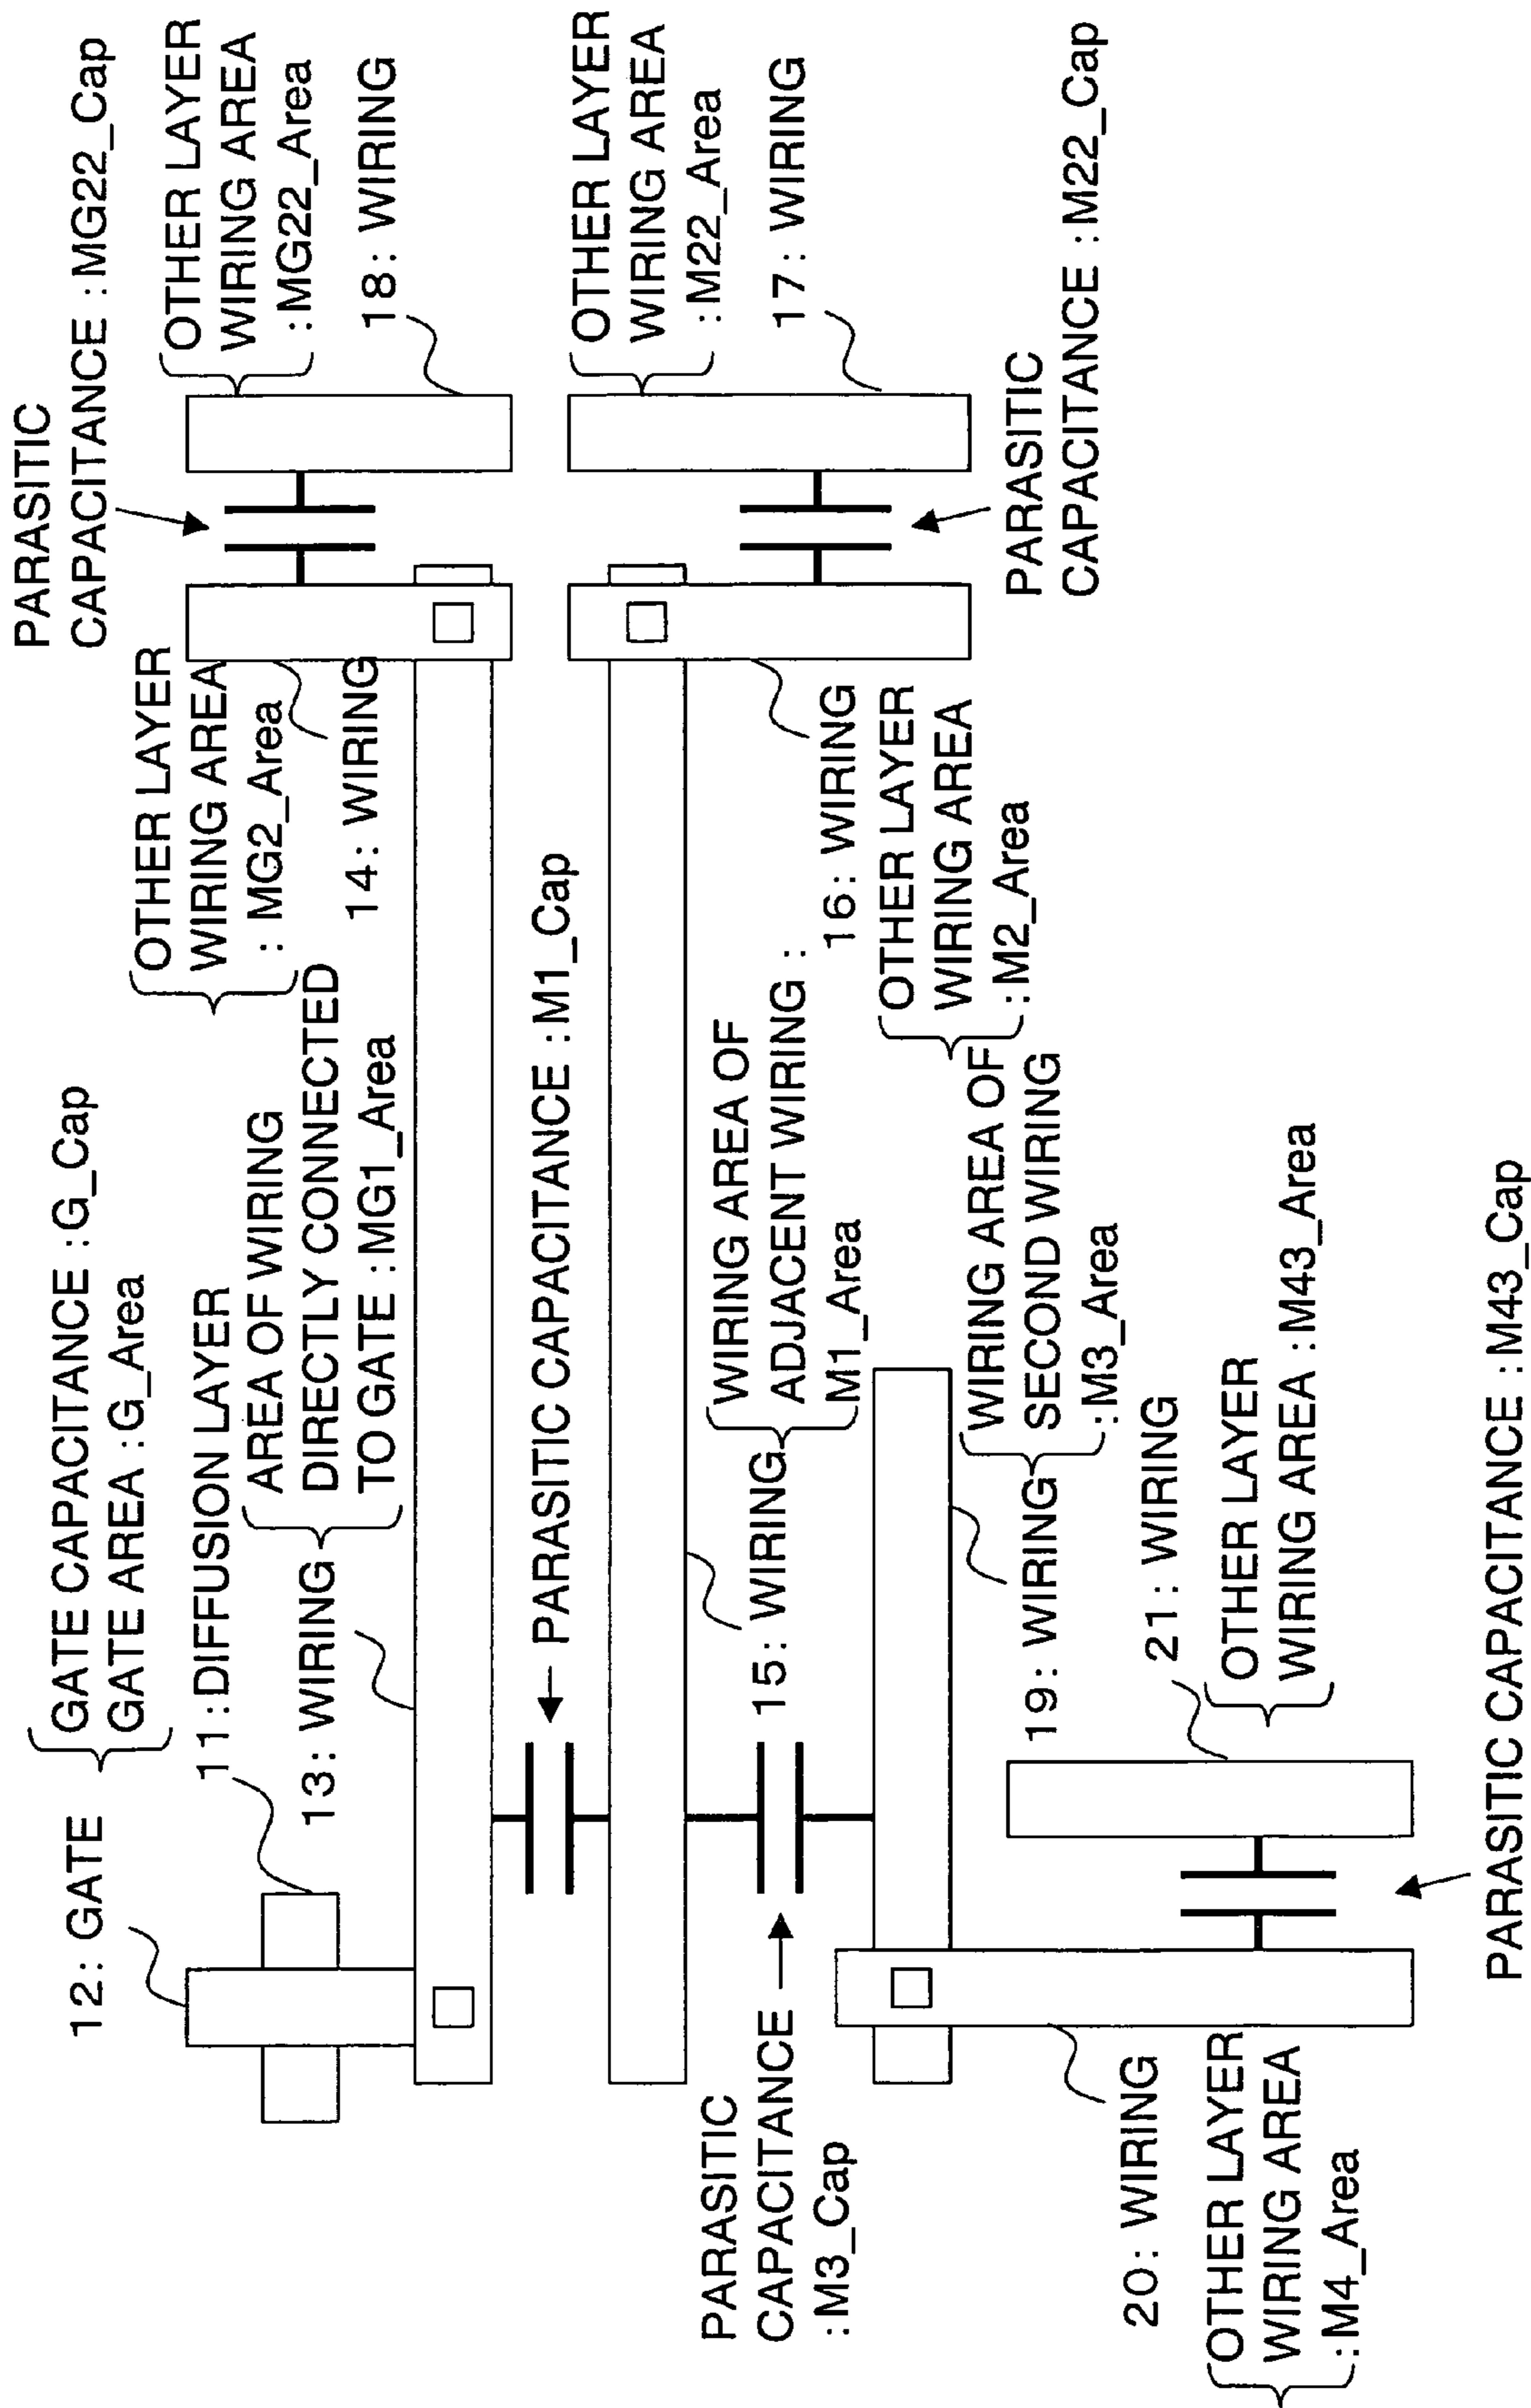 12: GATE
GATE CAPACITANCE :G_Cap
GATE AREA :G_Area
11:DIFFUSION LAYER
13: WIRING
AREA OF WIRING
DIRECTLY CONNECTED
TO GATE :MG1_Area
OTHER LAYER
WIRING AREA
: MG2_Area
14: WIRING
PARASITIC
CAPACITANCE :MG22_Cap
OTHER LAYER
WIRING AREA
:MG22_Area
18: WIRING
PARASITIC CAPACITANCE :M1_Cap
OTHER LAYER
WIRING AREA
:M22_Area
17: WIRING
PARASITIC
CAPACITANCE :M22_Cap
15: WIRING
WIRING AREA OF
ADJACENT WIRING :
M1_Area
16: WIRING
OTHER LAYER
WIRING AREA
:M2_Area
PARASITIC
CAPACITANCE
:M3_Cap
19: WIRING
WIRING AREA OF
SECOND WIRING
:M3_Area
20: WIRING
OTHER LAYER
WIRING AREA
:M4_Area
21: WIRING
OTHER LAYER
WIRING AREA :M43_Area
PARASITIC CAPACITANCE :M43_Cap